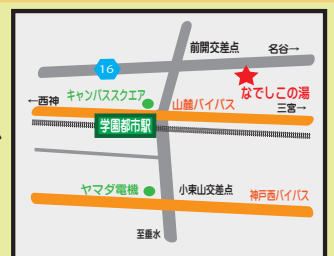 前開交差点
名谷→
16
キャンパススクエア
なでしこの湯
←西神
山麓バイパス
三宮→
学園都市駅
ヤマダ電機
小束山交差点
神戸西バイパス
至垂水